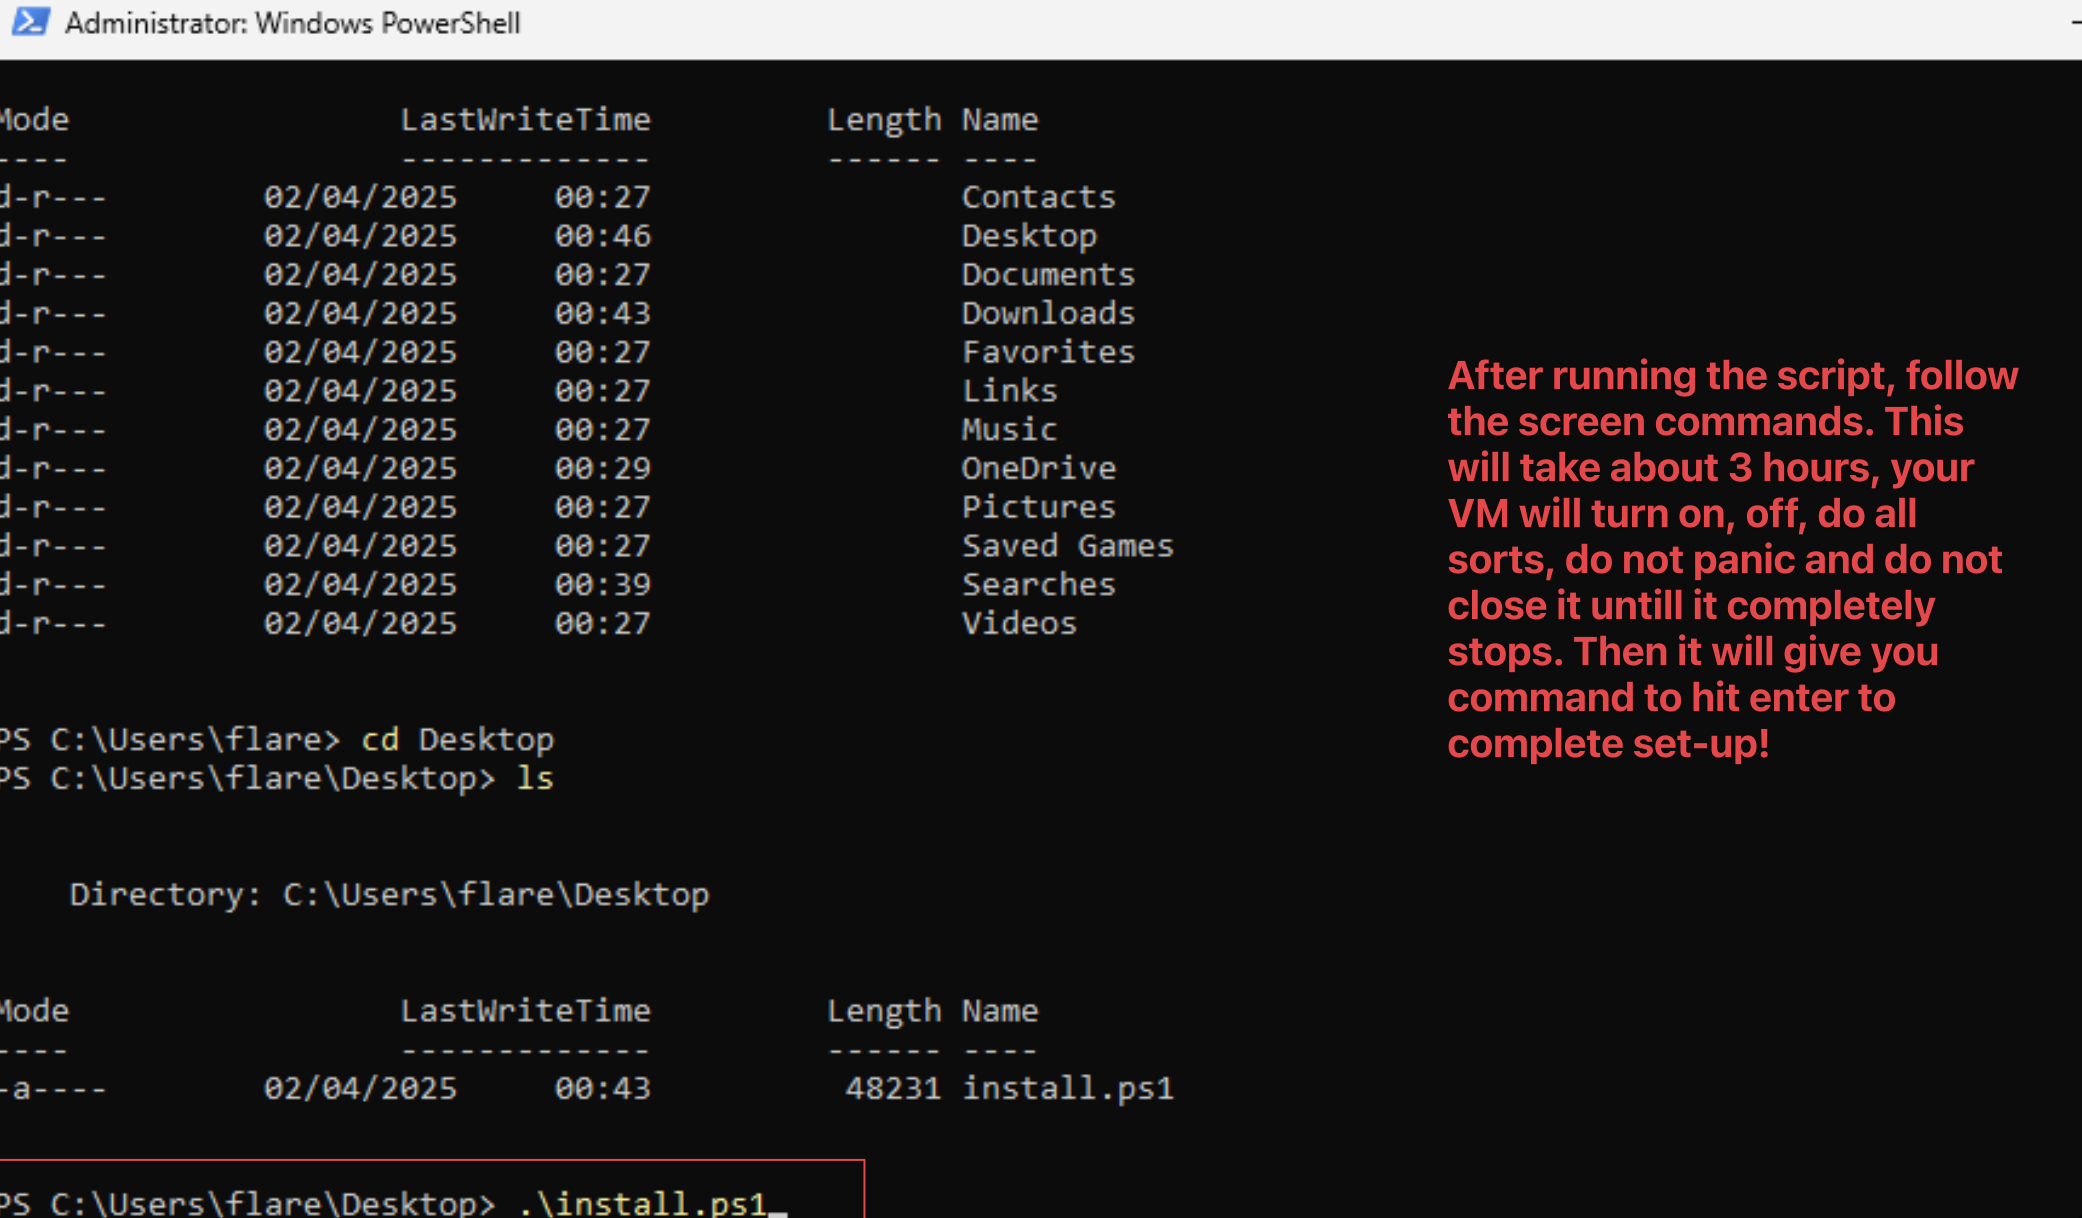 Administrator: Windows PowerShell
Mode LastWriteTime Length Name
---- ------------- ------ ----
d-r--- 02/04/2025 00:27 Contacts
d-r--- 02/04/2025 00:46 Desktop
d-r--- 02/04/2025 00:27 Documents
d-r--- 02/04/2025 00:43 Downloads
d-r--- 02/04/2025 00:27 Favorites
d-r--- 02/04/2025 00:27 Links
d-r--- 02/04/2025 00:27 Music
d-r--- 02/04/2025 00:29 OneDrive
d-r--- 02/04/2025 00:27 Pictures
d-r--- 02/04/2025 00:27 Saved Games
d-r--- 02/04/2025 00:39 Searches
d-r--- 02/04/2025 00:27 Videos
PS C:\Users\flare> cd Desktop
PS C:\Users\flare\Desktop> ls
Directory: C:\Users\flare\Desktop
Mode LastWriteTime Length Name
---- ------------- ------ ----
-a---- 02/04/2025 00:43 48231 install.ps1
PS C:\Users\flare\Desktop> .\install.ps1_
After running the script, follow
the screen commands. This
will take about 3 hours, your
VM will turn on, off, do all
sorts, do not panic and do not
close it untill it completely
stops. Then it will give you
command to hit enter to
complete set-up!